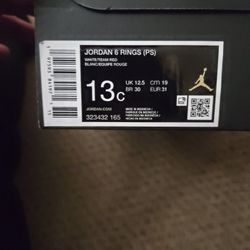 JORDAN 6 RINGS (PS)
WHITE/TEAM RED
BLANC/EQUIPE ROUGE
13C
UK 12.5 CM 19
BR 30 EUR 31
JORDAN.COM
323432 165